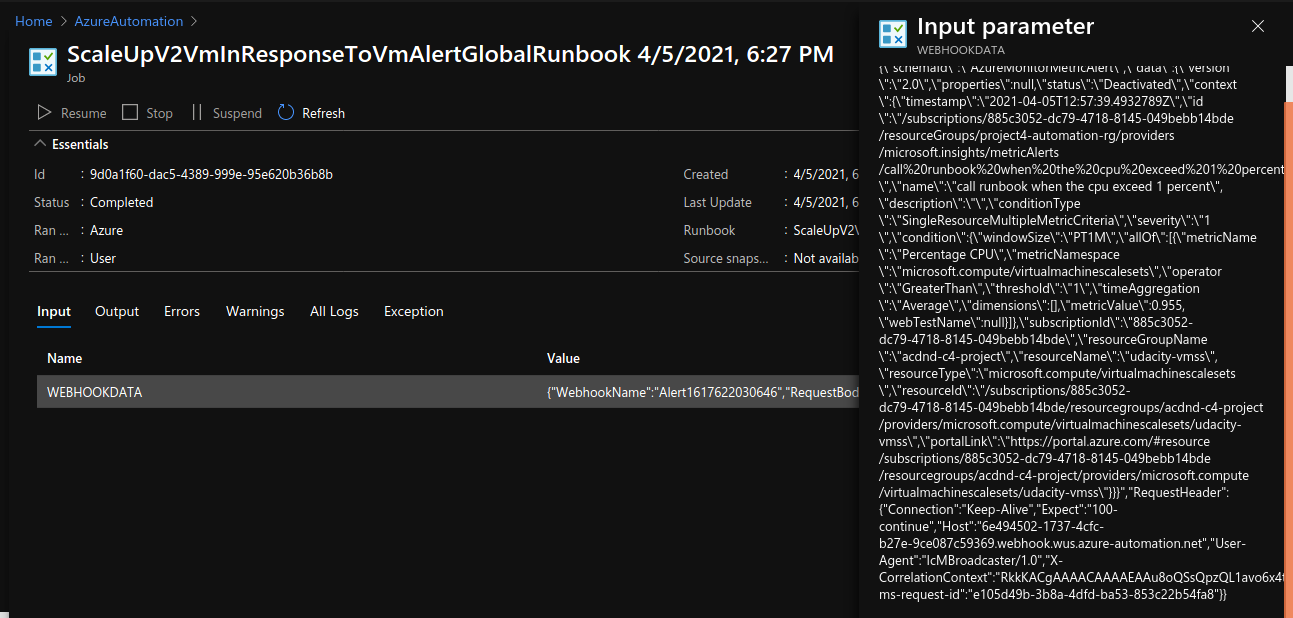 Home > AzureAutomation >
ScaleUpV2VmInResponseToVmAlertGlobalRunbook 4/5/2021, 6:27 PM
Job
Resume Stop Suspend Refresh
Essentials
Id : 9d0a1f60-dac5-4389-999e-95e620b36b8b
Status : Completed
Ran ... : Azure
Ran ... : User
Created : 4/5/2021, 6
Last Update : 4/5/2021, 6
Runbook : ScaleUpV2\
Source snaps... : Not availab
Input Output Errors Warnings All Logs Exception
Name Value
WEBHOOKDATA {"WebhookName":"Alert1617622030646","RequestBod
Input parameter
WEBHOOKDATA
{\"schemaId\":\"AzureMonitorMetricAlert\",\"data\":{\"version
\":\"2.0\",\"properties\":null,\"status\":\"Deactivated\",\"context
\":{\"timestamp\":\"2021-04-05T12:57:39.4932789Z\",\"id
\":\"/subscriptions/885c3052-dc79-4718-8145-049bebb14bde
/resourceGroups/project4-automation-rg/providers
/microsoft.insights/metricAlerts
/call%20runbook%20when%20the%20cpu%20exceed%201%20percent
\",\"name\":\"call runbook when the cpu exceed 1 percent\",
\"description\":\"\",\"conditionType
\":\"SingleResourceMultipleMetricCriteria\",\"severity\":\"1
\",\"condition\":{\"windowSize\":\"PT1M\",\"allOf\":[{\"metricName
\":\"Percentage CPU\",\"metricNamespace
\":\"microsoft.compute/virtualmachinescalesets\",\"operator
\":\"GreaterThan\",\"threshold\":\"1\",\"timeAggregation
\":\"Average\",\"dimensions\":[],\"metricValue\":0.955,
\"webTestName\":null}]},\"subscriptionId\":\"885c3052-
dc79-4718-8145-049bebb14bde\",\"resourceGroupName
\":\"acdnd-c4-project\",\"resourceName\":\"udacity-vmss\",
\"resourceType\":\"microsoft.compute/virtualmachinescalesets
\",\"resourceId\":\"/subscriptions/885c3052-
dc79-4718-8145-049bebb14bde/resourcegroups/acdnd-c4-project
/providers/microsoft.compute/virtualmachinescalesets/udacity-
vmss\",\"portalLink\":\"https://portal.azure.com/#resource
/subscriptions/885c3052-dc79-4718-8145-049bebb14bde
/resourcegroups/acdnd-c4-project/providers/microsoft.compute
/virtualmachinescalesets/udacity-vmss\"}}}","RequestHeader":
{"Connection":"Keep-Alive","Expect":"100-
continue","Host":"6e494502-1737-4cfc-
b27e-9ce087c59369.webhook.wus.azure-automation.net","User-
Agent":"IcMBroadcaster/1.0","X-
CorrelationContext":"RkkKACgAAAACAAAAEAAu8oQSsQpzQL1avo6x4t
ms-request-id":"e105d49b-3b8a-4dfd-ba53-853c22b54fa8"}}